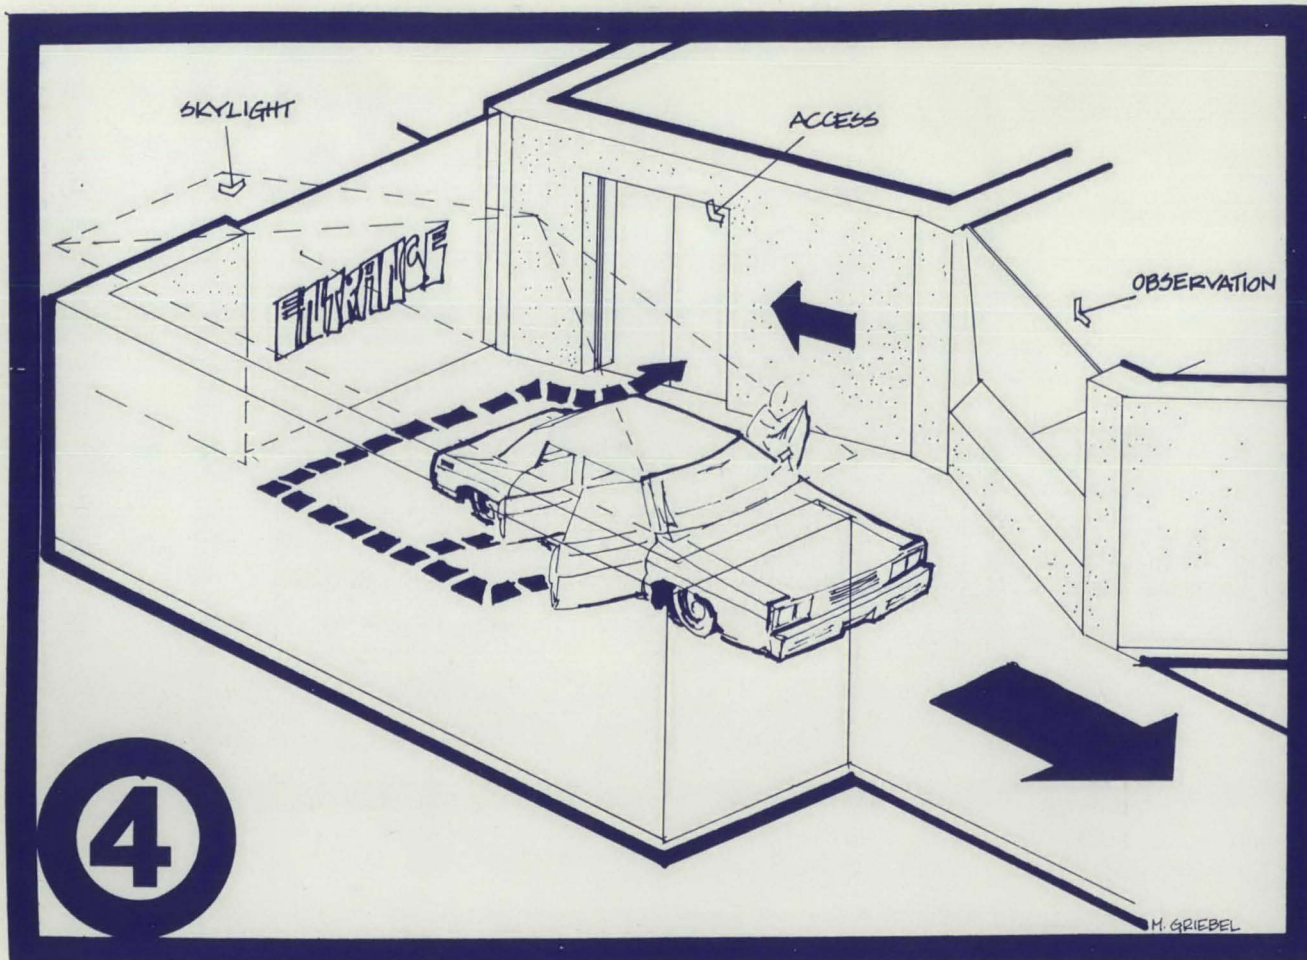 SKYLIGHT
ACCESS
OBSERVATION
ENTRANCE
4
M. GRIEBEL